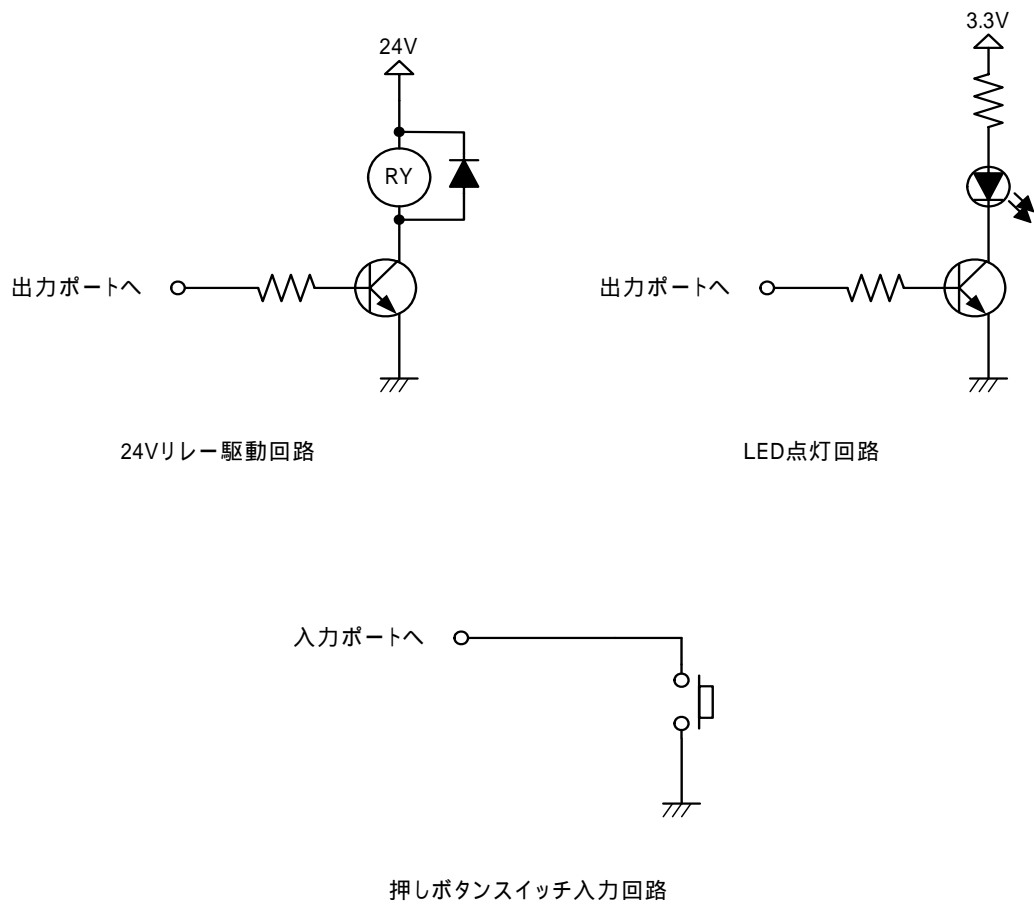 24V
3.3V
RY
出力ポートへ
出力ポートへ
24Vリレー駆動回路
LED点灯回路
入力ポートへ
押しボタンスイッチ入力回路